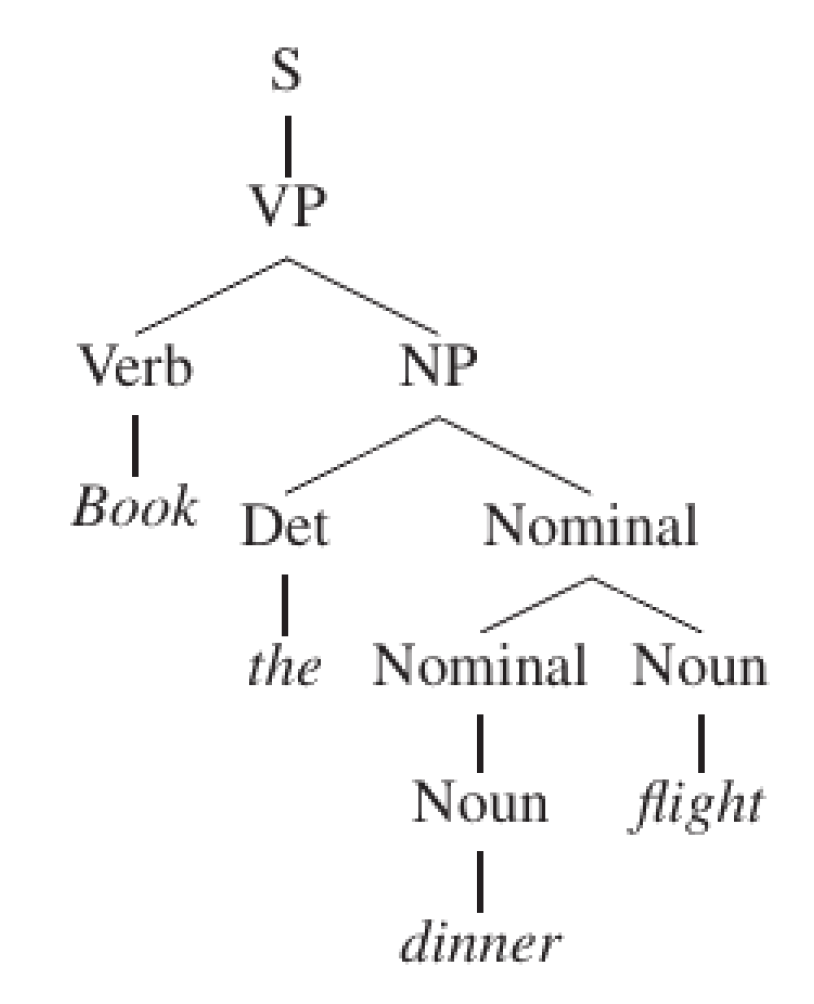 S
VP
Verb NP
Book Det Nominal
the Nominal Noun
Noun flight
dinner